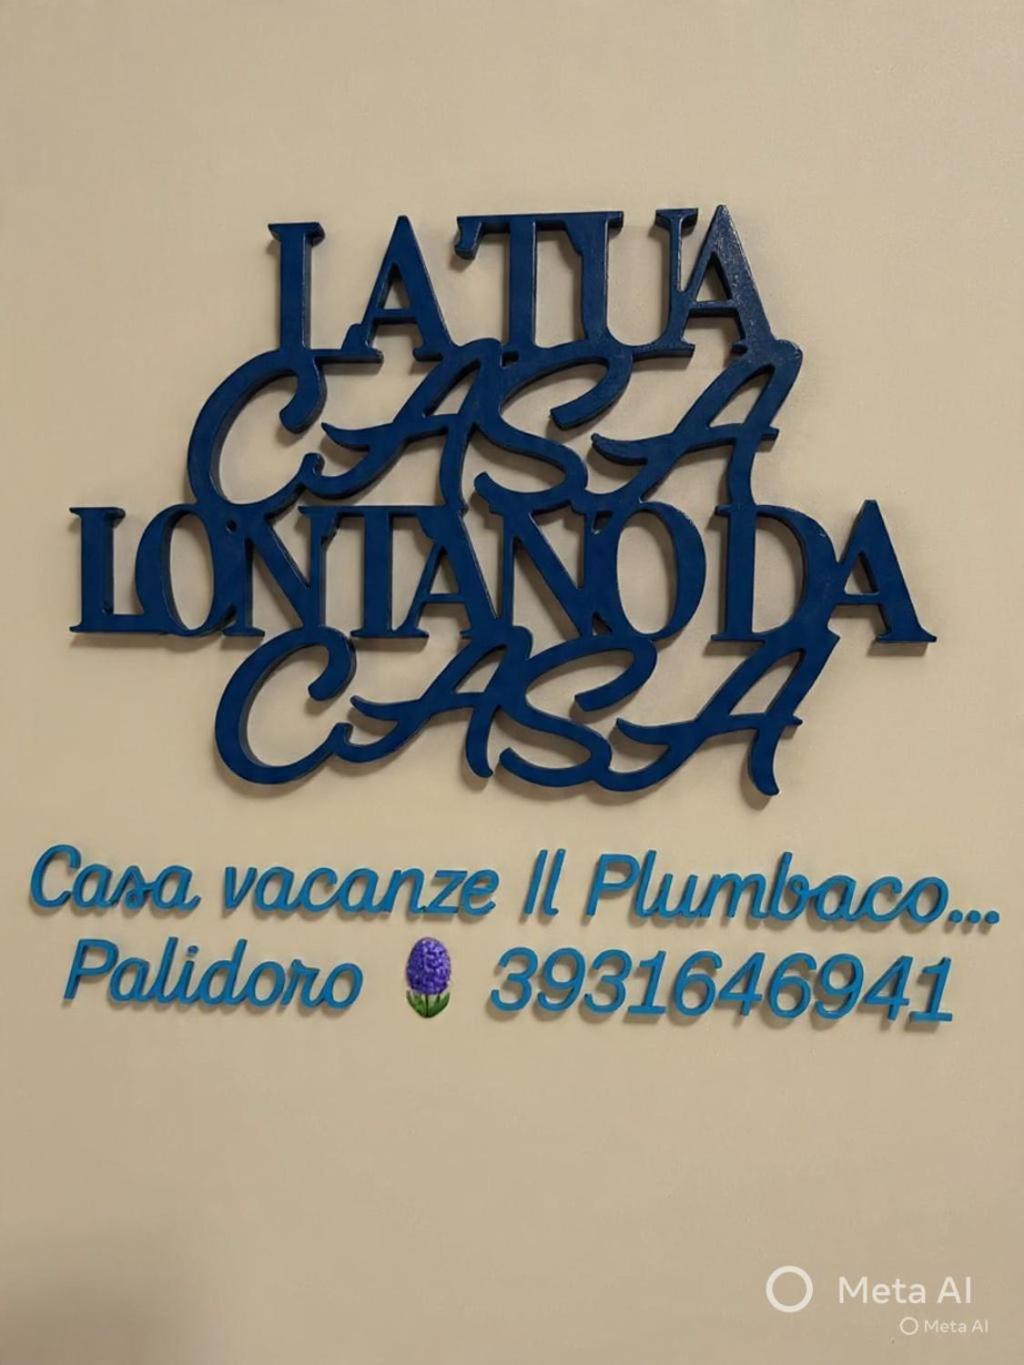 LA TUA
CASA
LONTANO DA
CASA
Casa vacanze Il Plumbaco...
Palidoro 3931646941
Meta AI
Meta AI